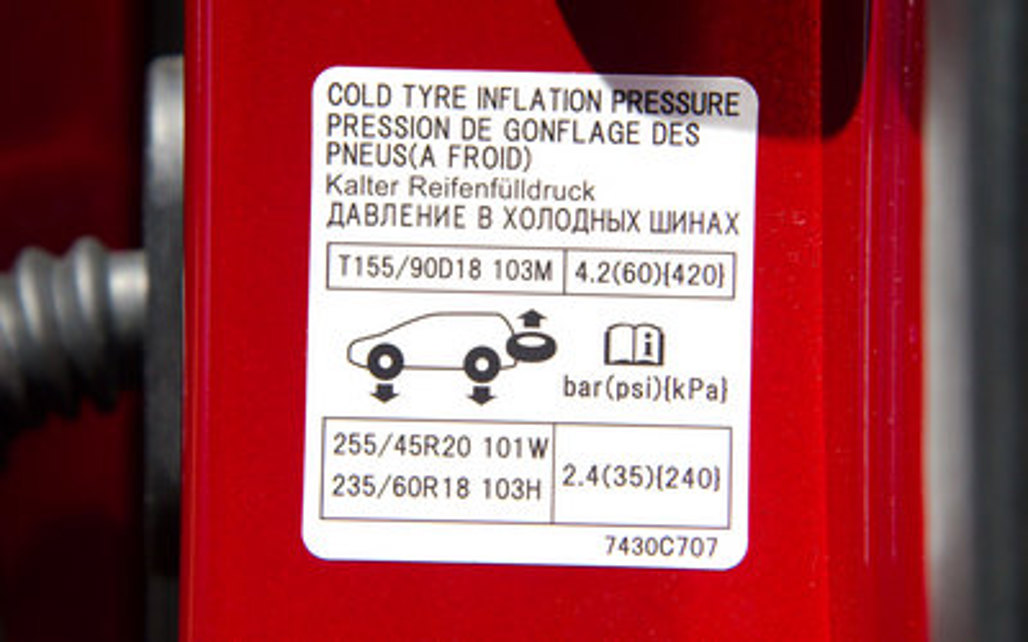 COLD TYRE INFLATION PRESSURE
PRESSION DE GONFLAGE DES
PNEUS(A FROID)
Kalter Reifenfülldruck
ДАВЛЕНИЕ В ХОЛОДНЫХ ШИНАХ
T155/90D18 103M 4.2(60){420}
i
bar(psi){kPa}
255/45R20 101W
235/60R18 103H
2.4(35){240}
7430C707